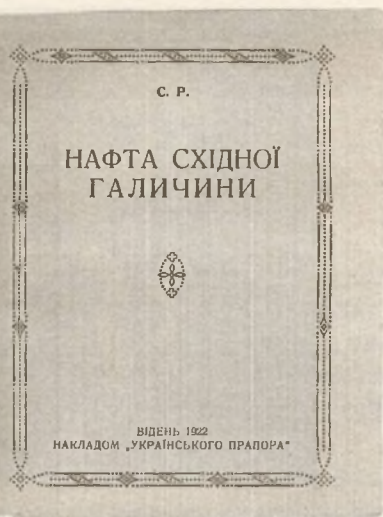 С. Р.
НАФТА СХІДНОЇ
ГАЛИЧИНИ
ВІДЕНЬ 1922
НАКЛАДОМ „УКРАЇНСЬКОГО ПРАПОРА"